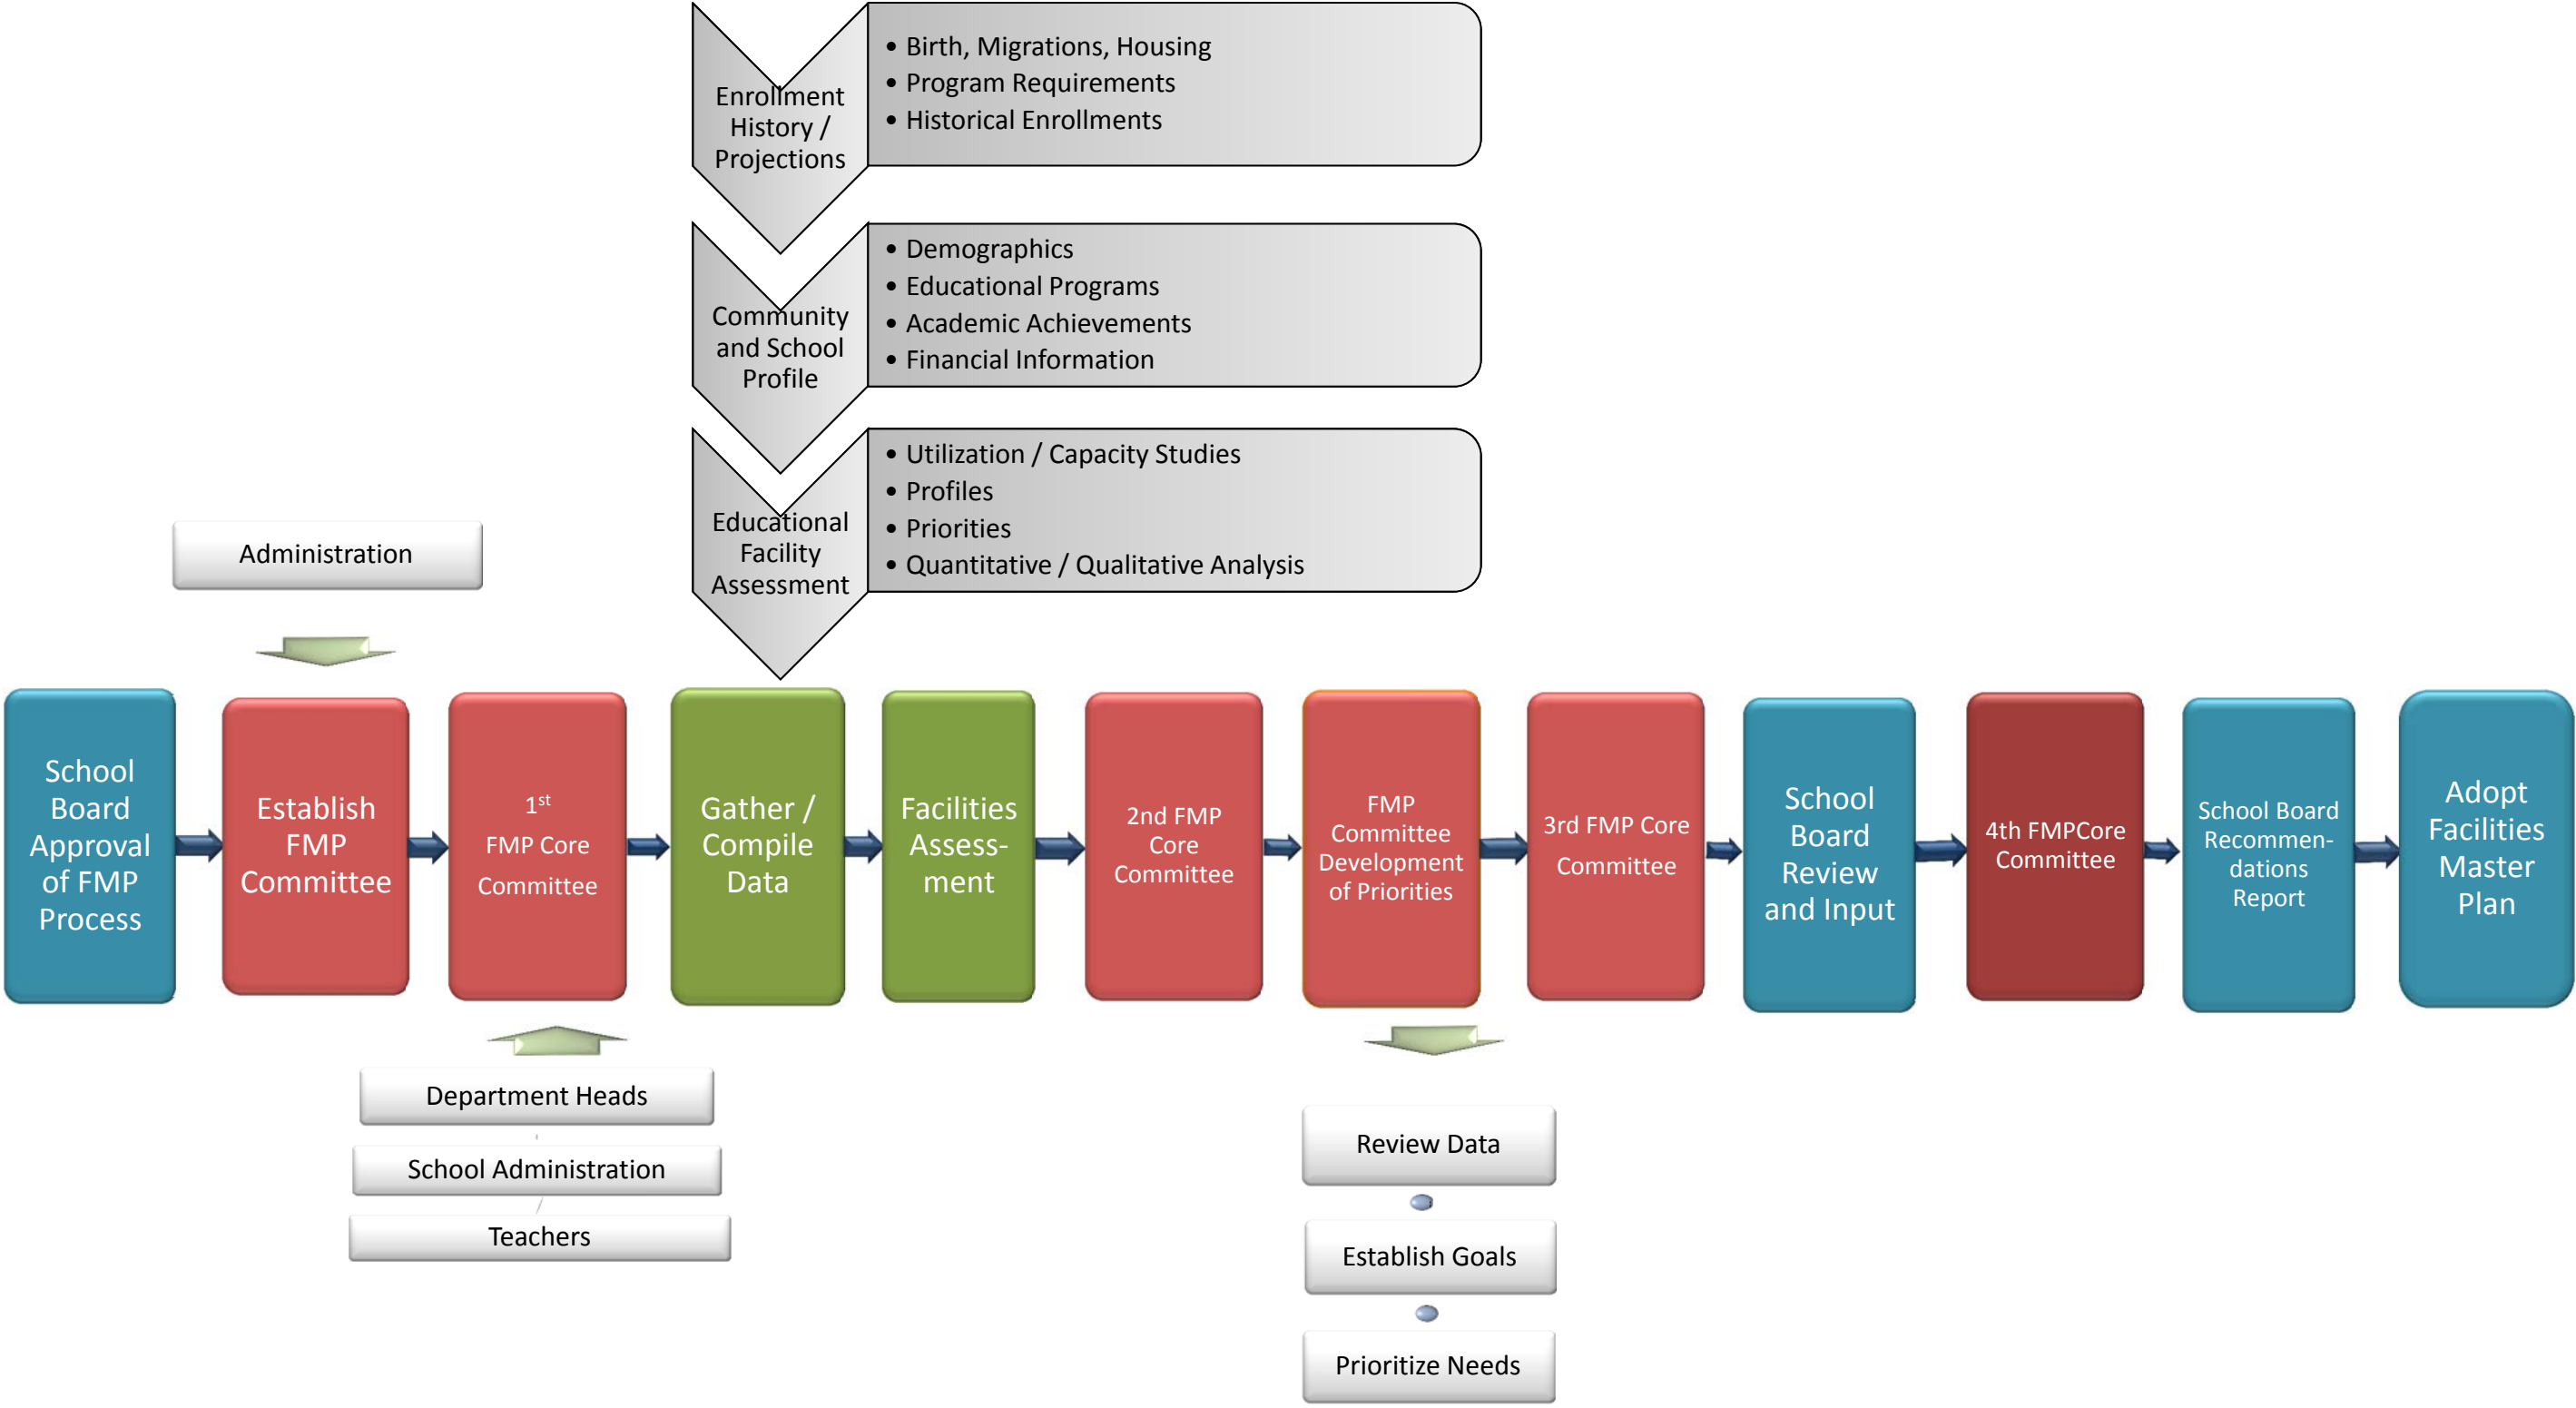 Enrollment
History /
Projections
• Birth, Migrations, Housing
• Program Requirements
• Historical Enrollments
Community
and School
Profile
• Demographics
• Educational Programs
• Academic Achievements
• Financial Information
Educational
Facility
Assessment
• Utilization / Capacity Studies
• Profiles
• Priorities
• Quantitative / Qualitative Analysis
Administration
School
Board
Approval
of FMP
Process
Establish
FMP
Committee
1st
FMP Core
Committee
Gather /
Compile
Data
Facilities
Assess-
ment
2nd FMP
Core
Committee
FMP
Committee
Development
of Priorities
3rd FMP Core
Committee
School
Board
Review
and Input
4th FMPCore
Committee
School Board
Recommen-
dations
Report
Adopt
Facilities
Master
Plan
Department Heads
School Administration
Teachers
Review Data
Establish Goals
Prioritize Needs